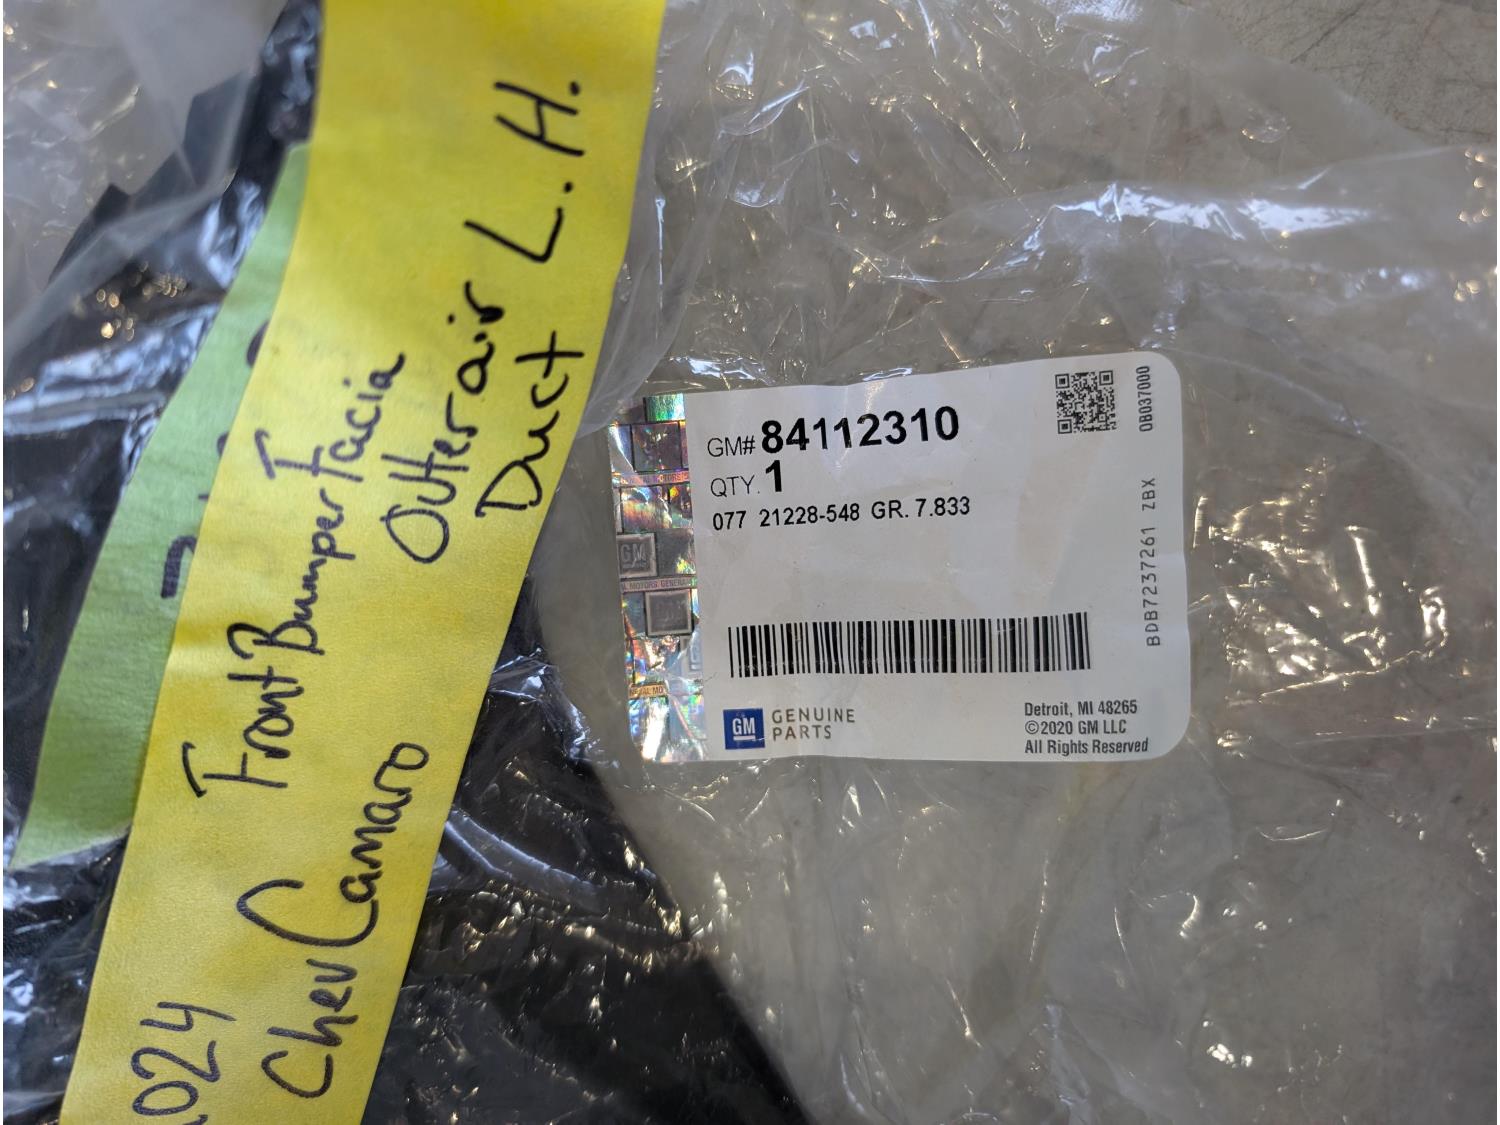 2024
Chev Camaro
Front Bumper Facia
Outer air
Duct
L.H.
GM# 84112310
QTY. 1
077 21228-548 GR. 7.833
GM GENUINE
PARTS
Detroit, MI 48265
©2020 GM LLC
All Rights Reserved
BDB7237261 ZBX 0B037000
GM